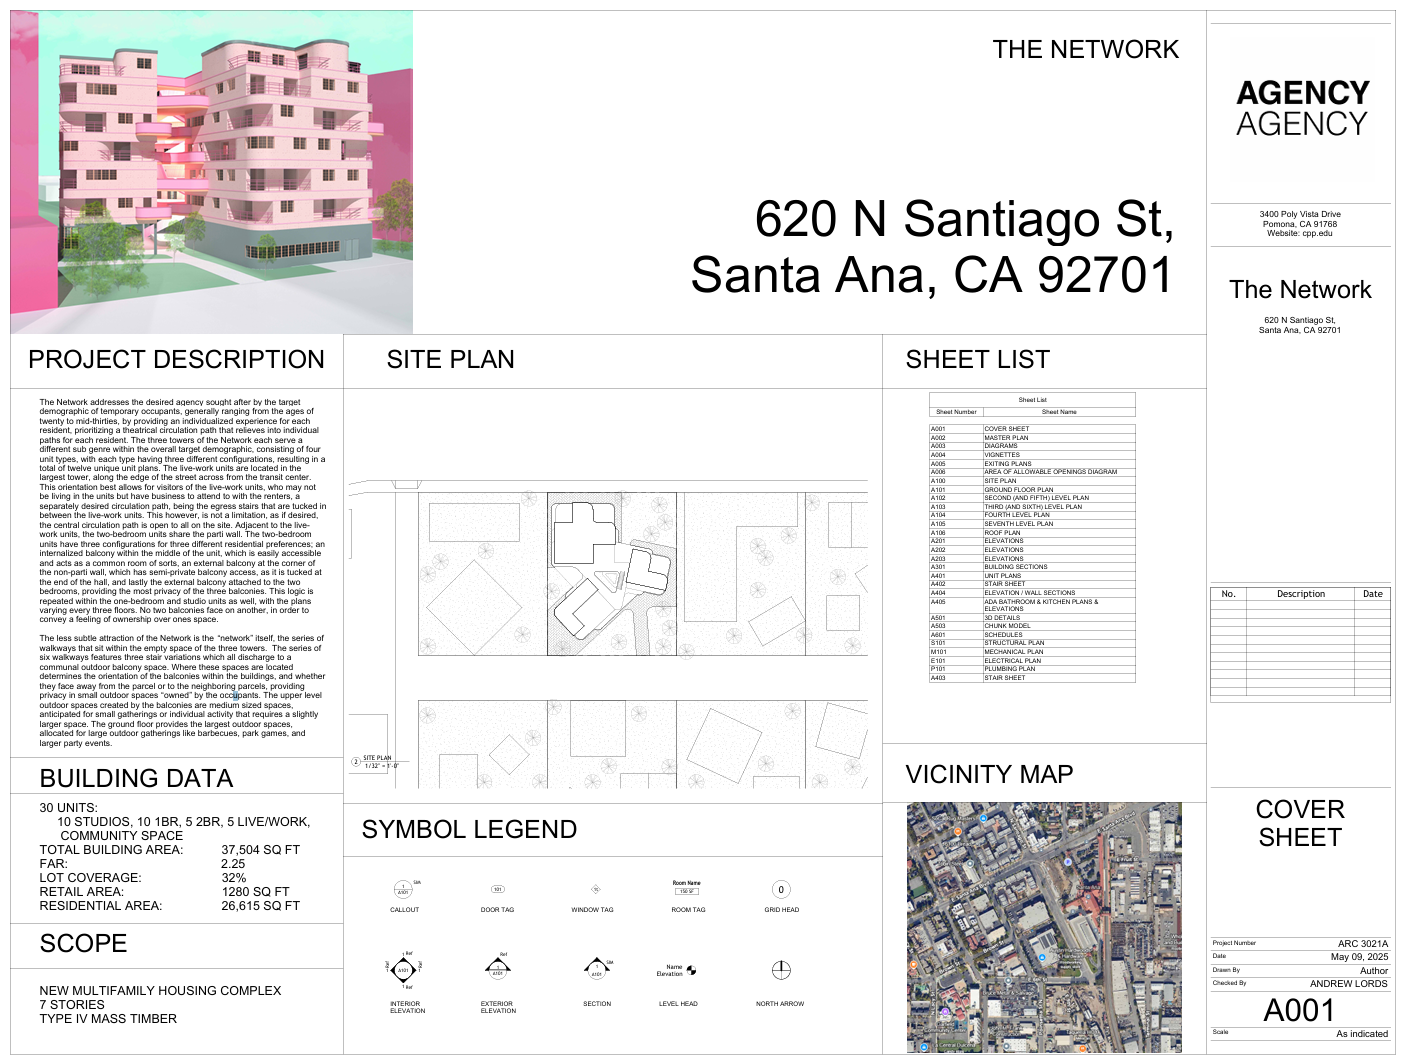 THE NETWORK
620 N Santiago St,
Santa Ana, CA 92701
AGENCY
AGENCY
3400 Poly Vista Drive
Pomona, CA 91768
Website: cpp.edu
The Network
620 N Santiago St,
Santa Ana, CA 92701
PROJECT DESCRIPTION
The Network addresses the desired agency sought after by the target
demographic of temporary occupants, generally ranging from the ages of
twenty to mid-thirties, by providing an individualized experience for each
resident, prioritizing a theatrical circulation path that relieves into individual
paths for each resident. The three towers of the Network each serve a
different sub genre within the overall target demographic, consisting of four
unit types, with each type having three different configurations, resulting in a
total of twelve unique unit plans. The live-work units are located in the
largest tower, along the edge of the street across from the transit center.
This orientation best allows for visitors of the live-work units, who may not
be living in the units but have business to attend to with the renters, a
separately desired circulation path, being the egress stairs that are tucked in
between the live-work units. This however, is not a limitation, as if desired,
the central circulation path is open to all on the site. Adjacent to the live-
work units, the two-bedroom units share the parti wall. The two-bedroom
units have three configurations for three different residential preferences; an
internalized balcony within the middle of the unit, which is easily accessible
and acts as a common room of sorts, an external balcony at the corner of
the non-parti wall, which has semi-private balcony access, as it is tucked at
the end of the hall, and lastly the external balcony attached to the two
bedrooms, providing the most privacy of the three balconies. This logic is
repeated within the one-bedroom and studio units as well, with the plans
varying every three floors. No two balconies face on another, in order to
convey a feeling of ownership over ones space.
The less subtle attraction of the Network is the “network” itself, the series of
walkways that sit within the empty space of the three towers.  The series of
six walkways features three stair variations which all discharge to a
communal outdoor balcony space. Where these spaces are located
determines the orientation of the balconies within the buildings, and whether
they face away from the parcel or to the neighboring parcels, providing
privacy in small outdoor spaces “owned” by the occupants. The upper level
outdoor spaces created by the balconies are medium sized spaces,
anticipated for small gatherings or individual activity that requires a slightly
larger space. The ground floor provides the largest outdoor spaces,
allocated for large outdoor gatherings like barbecues, park games, and
larger party events.
BUILDING DATA
30 UNITS:
10 STUDIOS, 10 1BR, 5 2BR, 5 LIVE/WORK,
COMMUNITY SPACE
TOTAL BUILDING AREA: 37,504 SQ FT
FAR: 2.25
LOT COVERAGE: 32%
RETAIL AREA: 1280 SQ FT
RESIDENTIAL AREA: 26,615 SQ FT
SCOPE
NEW MULTIFAMILY HOUSING COMPLEX
7 STORIES
TYPE IV MASS TIMBER
SITE PLAN
2 SITE PLAN
1/32" = 1'-0"
SYMBOL LEGEND
1 SIM
A101
CALLOUT
101
DOOR TAG
WINDOW TAG
Room Name
150 SF
ROOM TAG
0
GRID HEAD
1 Ref
1 Ref
A101
1 Ref
1 Ref
INTERIOR
ELEVATION
Ref
1
A101
EXTERIOR
ELEVATION
SIM
1
A101
SECTION
Name
Elevation
LEVEL HEAD
NORTH ARROW
SHEET LIST
Sheet List
Sheet Number Sheet Name
A001 COVER SHEET
A002 MASTER PLAN
A003 DIAGRAMS
A004 VIGNETTES
A005 EXITING PLANS
A006 AREA OF ALLOWABLE OPENINGS DIAGRAM
A100 SITE PLAN
A101 GROUND FLOOR PLAN
A102 SECOND (AND FIFTH) LEVEL PLAN
A103 THIRD (AND SIXTH) LEVEL PLAN
A104 FOURTH LEVEL PLAN
A105 SEVENTH LEVEL PLAN
A106 ROOF PLAN
A201 ELEVATIONS
A202 ELEVATIONS
A203 ELEVATIONS
A301 BUILDING SECTIONS
A401 UNIT PLANS
A402 STAIR SHEET
A404 ELEVATION / WALL SECTIONS
A405 ADA BATHROOM & KITCHEN PLANS &
ELEVATIONS
A501 3D DETAILS
A503 CHUNK MODEL
A601 SCHEDULES
S101 STRUCTURAL PLAN
M101 MECHANICAL PLAN
E101 ELECTRICAL PLAN
P101 PLUMBING PLAN
A403 STAIR SHEET
VICINITY MAP
No. Description Date
COVER
SHEET
Project Number ARC 3021A
Date May 09, 2025
Drawn By Author
Checked By ANDREW LORDS
A001
Scale As indicated